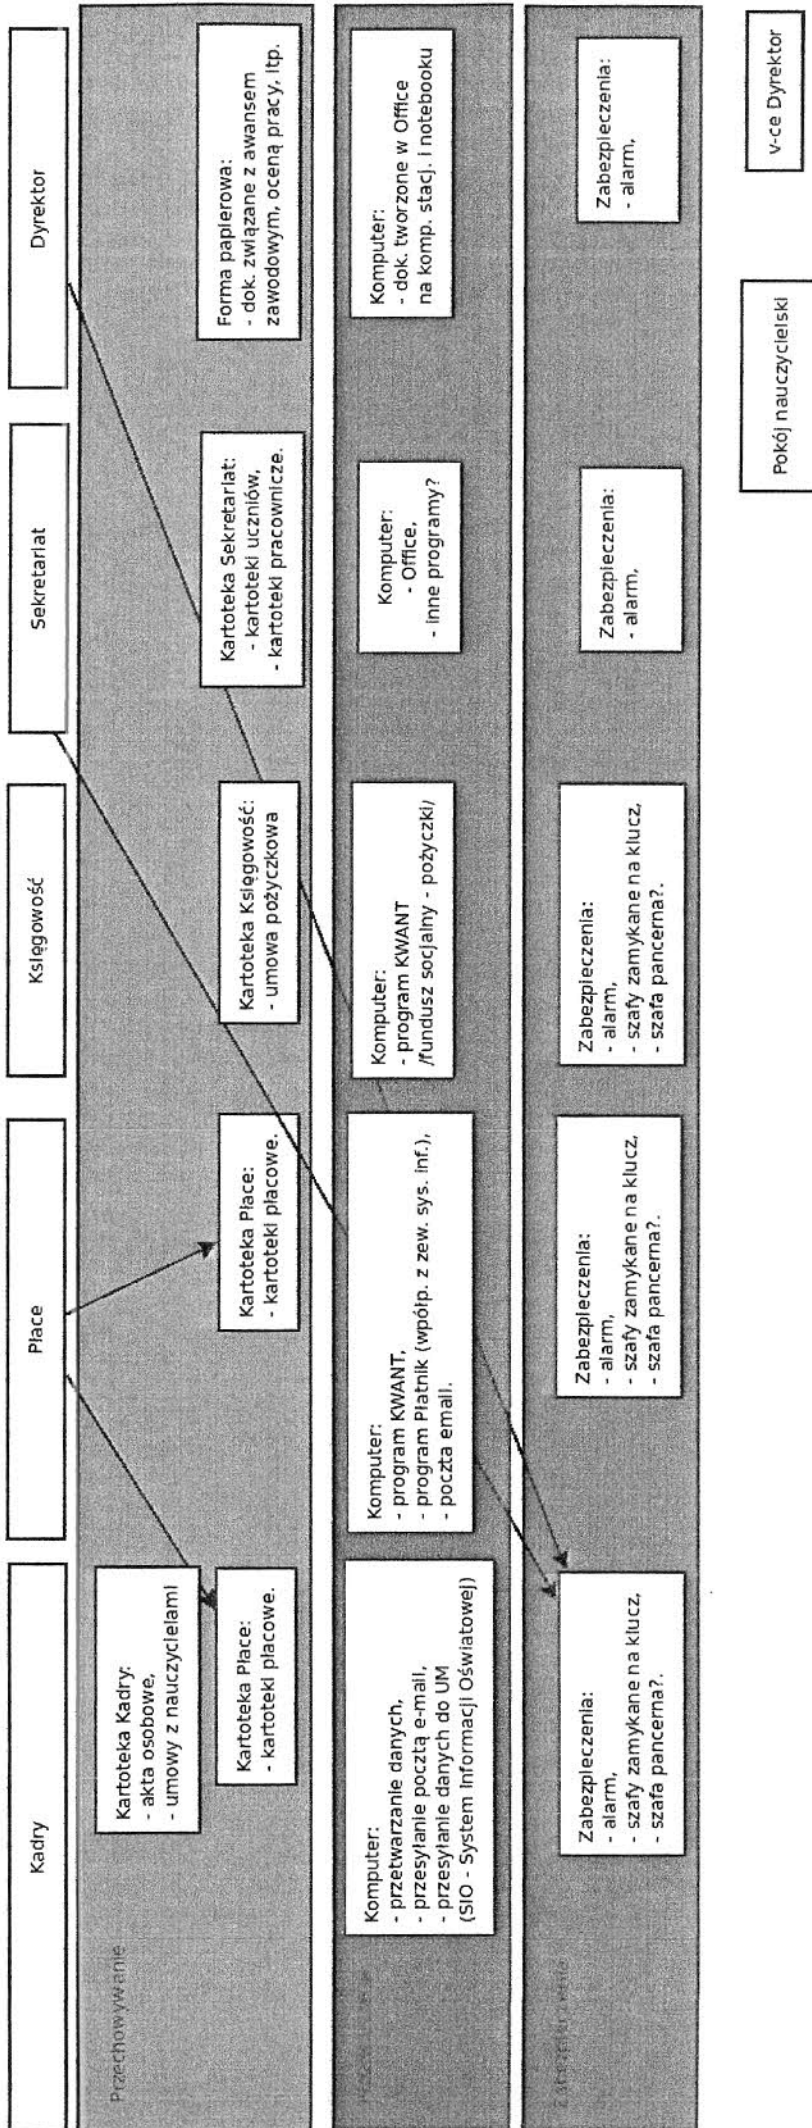 Kadry
Płace
Księgowość
Sekretariat
Dyrektor
Przechowywanie
Kartoteka Kadry:
- akta osobowe,
- umowy z nauczycielami
Kartoteka Płace:
- kartoteki płacowe.
Kartoteka Płace:
- kartoteki płacowe.
Kartoteka Księgowość:
- umowa pożyczkowa
Kartoteka Sekretariat:
- kartoteki uczniów,
- kartoteki pracownicze.
Forma papierowa:
- dok. związane z awansem
zawodowym, oceną pracy, itp.
Komputer:
- przetwarzanie danych,
- przesyłanie pocztą e-mail,
- przesyłanie danych do UM
(SIO - System Informacji Oświatowej)
Komputer:
- program KWANT,
- program Płatnik (wpółp. z zew. sys. inf.),
- poczta email.
Komputer:
- program KWANT
/fundusz socjalny - pożyczki/
Komputer:
- Office,
- inne programy?
Komputer:
- dok. tworzone w Office
na komp. stacj. i notebooku
Zabezpieczenia
Zabezpieczenia:
- alarm,
- szafy zamykane na klucz,
- szafa pancerna?.
Zabezpieczenia:
- alarm,
- szafy zamykane na klucz,
- szafa pancerna?.
Zabezpieczenia:
- alarm,
- szafy zamykane na klucz,
- szafa pancerna?.
Zabezpieczenia:
- alarm,
Zabezpieczenia:
- alarm,
Pokój nauczycielski
v-ce Dyrektor